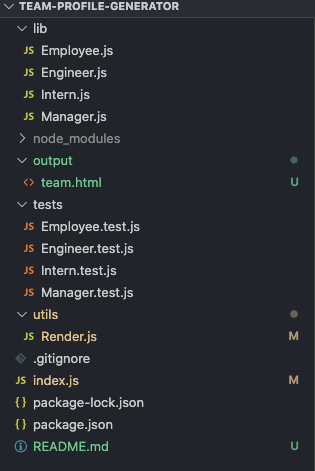 TEAM-PROFILE-GENERATOR
lib
JS Employee.js
JS Engineer.js
JS Intern.js
JS Manager.js
node_modules
output
<> team.html U
tests
JS Employee.test.js
JS Engineer.test.js
JS Intern.test.js
JS Manager.test.js
utils
JS Render.js M
.gitignore
JS index.js M
{} package-lock.json
{} package.json
README.md U